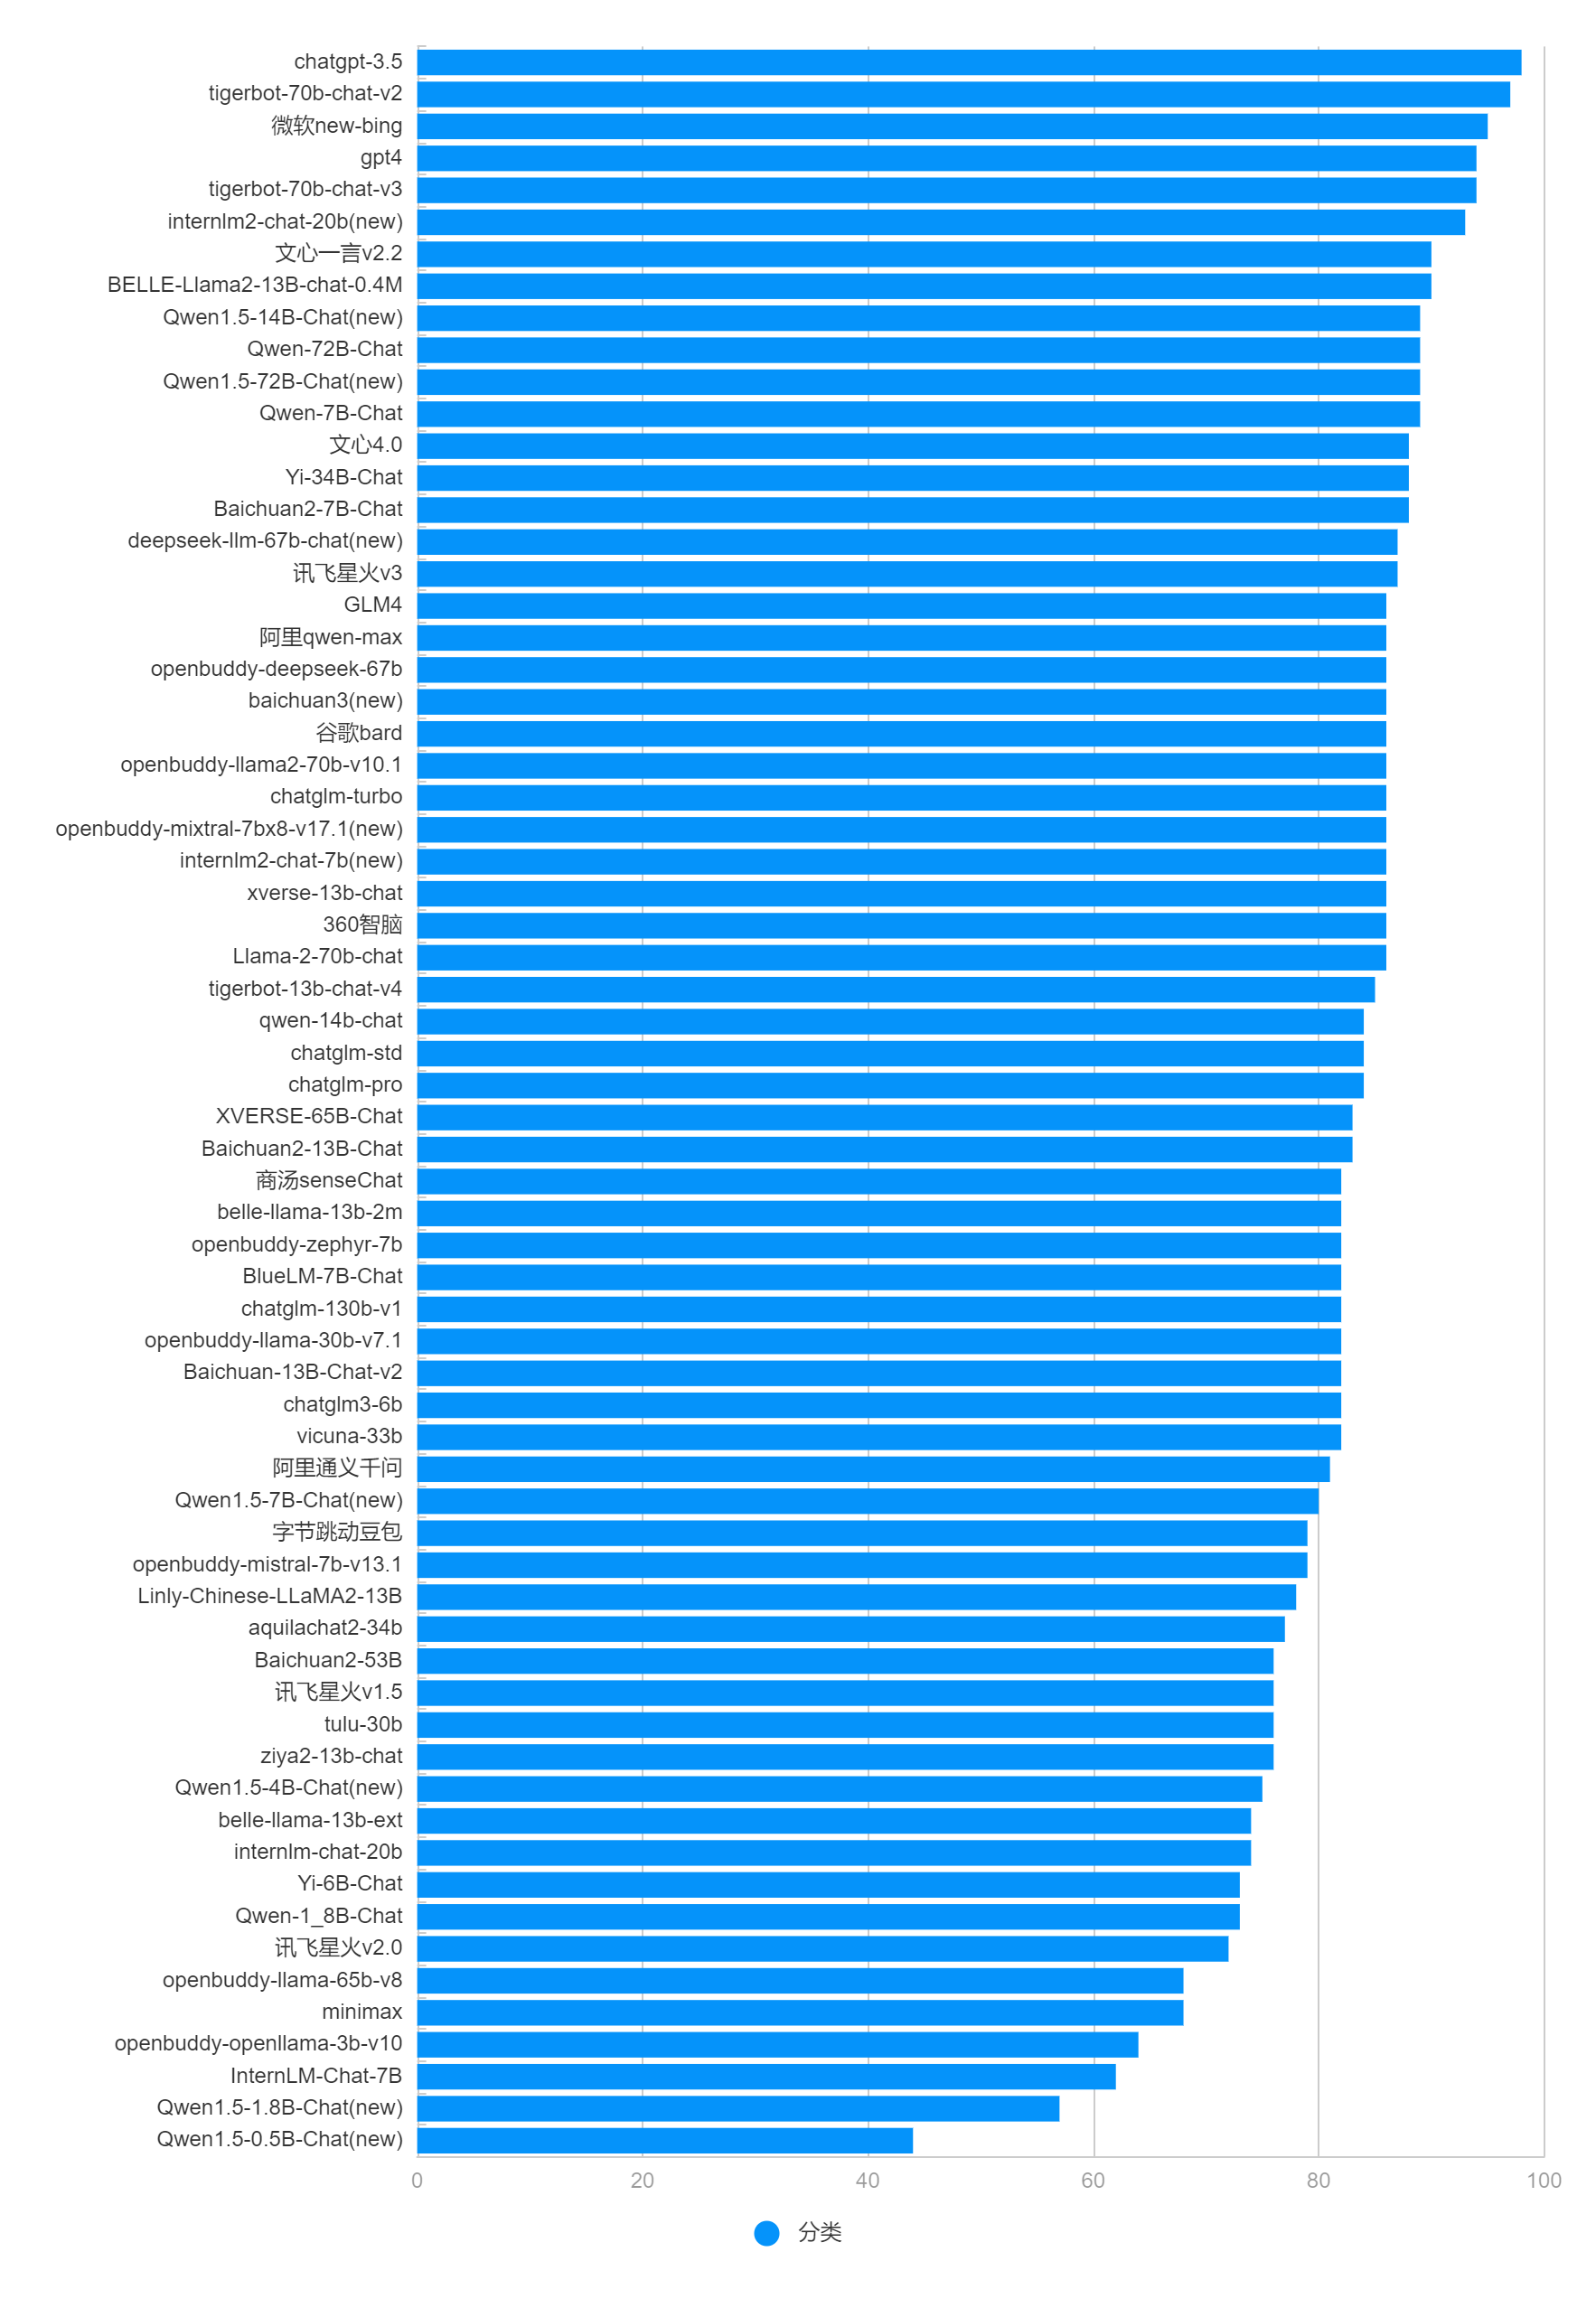 chatgpt-3.5
tigerbot-70b-chat-v2
微软new-bing
gpt4
tigerbot-70b-chat-v3
internlm2-chat-20b(new)
文心一言v2.2
BELLE-Llama2-13B-chat-0.4M
Qwen1.5-14B-Chat(new)
Qwen-72B-Chat
Qwen1.5-72B-Chat(new)
Qwen-7B-Chat
文心4.0
Yi-34B-Chat
Baichuan2-7B-Chat
deepseek-llm-67b-chat(new)
讯飞星火v3
GLM4
阿里qwen-max
openbuddy-deepseek-67b
baichuan3(new)
谷歌bard
openbuddy-llama2-70b-v10.1
chatglm-turbo
openbuddy-mixtral-7bx8-v17.1(new)
internlm2-chat-7b(new)
xverse-13b-chat
360智脑
Llama-2-70b-chat
tigerbot-13b-chat-v4
qwen-14b-chat
chatglm-std
chatglm-pro
XVERSE-65B-Chat
Baichuan2-13B-Chat
商汤senseChat
belle-llama-13b-2m
openbuddy-zephyr-7b
BlueLM-7B-Chat
chatglm-130b-v1
openbuddy-llama-30b-v7.1
Baichuan-13B-Chat-v2
chatglm3-6b
vicuna-33b
阿里通义千问
Qwen1.5-7B-Chat(new)
字节跳动豆包
openbuddy-mistral-7b-v13.1
Linly-Chinese-LLaMA2-13B
aquilachat2-34b
Baichuan2-53B
讯飞星火v1.5
tulu-30b
ziya2-13b-chat
Qwen1.5-4B-Chat(new)
belle-llama-13b-ext
internlm-chat-20b
Yi-6B-Chat
Qwen-1_8B-Chat
讯飞星火v2.0
openbuddy-llama-65b-v8
minimax
openbuddy-openllama-3b-v10
InternLM-Chat-7B
Qwen1.5-1.8B-Chat(new)
Qwen1.5-0.5B-Chat(new)
0 20 40 60 80 100
分类